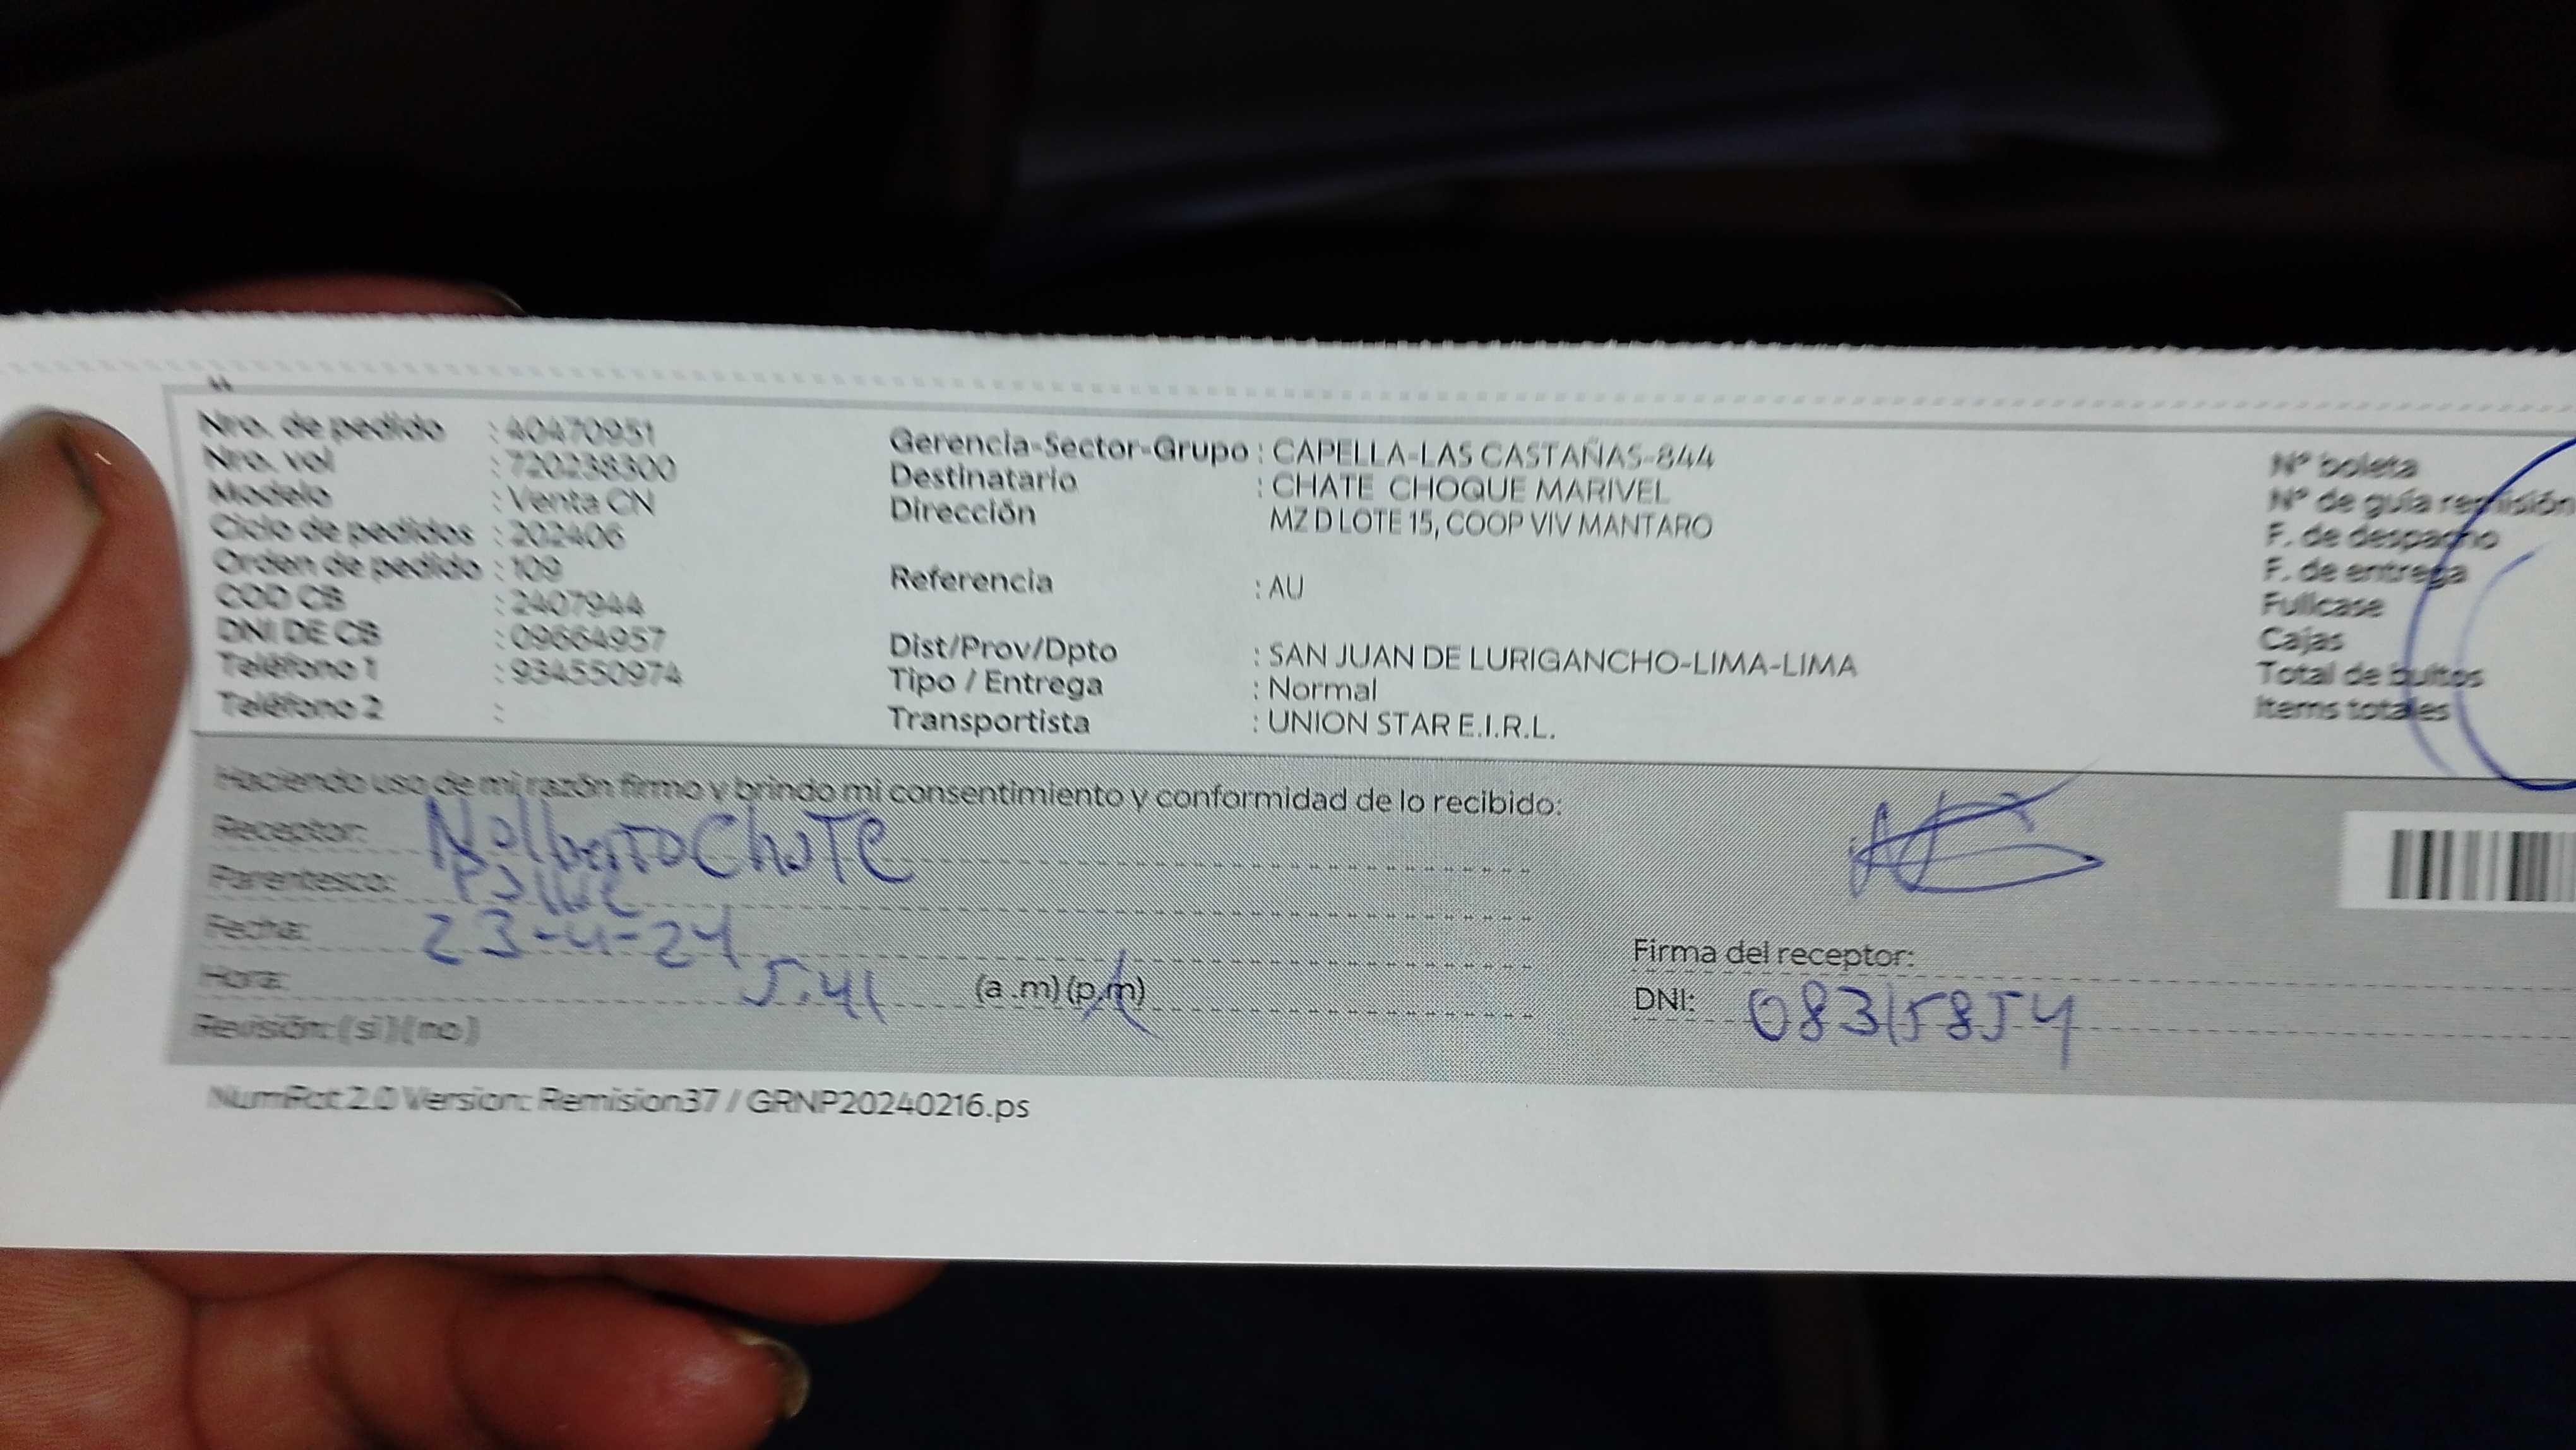 Nro. de pedido : 40470951
Nro. vol : 720238300
Modelo : Venta CN
Ciclo de pedidos : 202406
Orden de pedido : 109
COD CB : 2407944
DNI DE CB : 09664957
Teléfono 1 : 934550974
Teléfono 2 :
Gerencia-Sector-Grupo : CAPELLA-LAS CASTAÑAS-844
Destinatario : CHATE CHOQUE MARIVEL
Dirección MZ D LOTE 15, COOP VIV MANTARO
Referencia : AU
Dist/Prov/Dpto : SAN JUAN DE LURIGANCHO-LIMA-LIMA
Tipo / Entrega : Normal
Transportista : UNION STAR E.I.R.L.
Nº boleta
Nº de guía remisión
F. de despacho
F. de entrega
Fullcase
Cajas
Total de bultos
Items totales
Haciendo uso de mi razón firmo y brindo mi consentimiento y conformidad de lo recibido:
Receptor: Nolberto ChaTe
Parentesco:
Fecha: 23-4-24
Hora: 5:41 (a .m) (p.m)
Revisión: ( si ) ( no )
Firma del receptor:
DNI: 08315854
NumRot 2.0 Version: Remision37 / GRNP20240216.ps